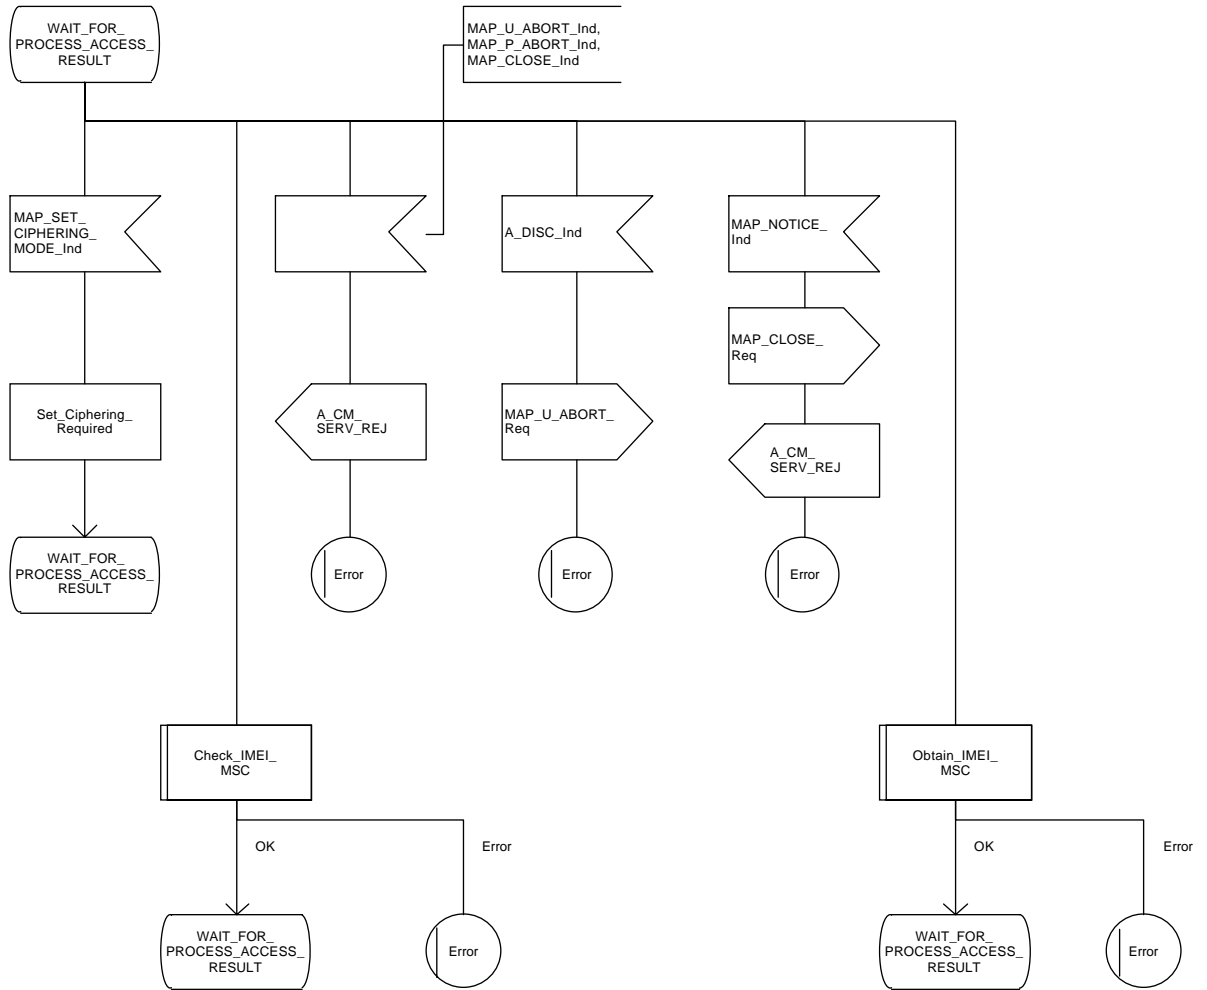 WAIT_FOR_
PROCESS_ACCESS_
RESULT
MAP_U_ABORT_Ind,
MAP_P_ABORT_Ind,
MAP_CLOSE_Ind
MAP_SET_
CIPHERING_
MODE_Ind
A_DISC_Ind
MAP_NOTICE_
Ind
MAP_CLOSE_
Req
Set_Ciphering_
Required
A_CM_
SERV_REJ
MAP_U_ABORT_
Req
A_CM_
SERV_REJ
WAIT_FOR_
PROCESS_ACCESS_
RESULT
Error
Error
Error
Check_IMEI_
MSC
Obtain_IMEI_
MSC
OK
Error
OK
Error
WAIT_FOR_
PROCESS_ACCESS_
RESULT
Error
WAIT_FOR_
PROCESS_ACCESS_
RESULT
Error